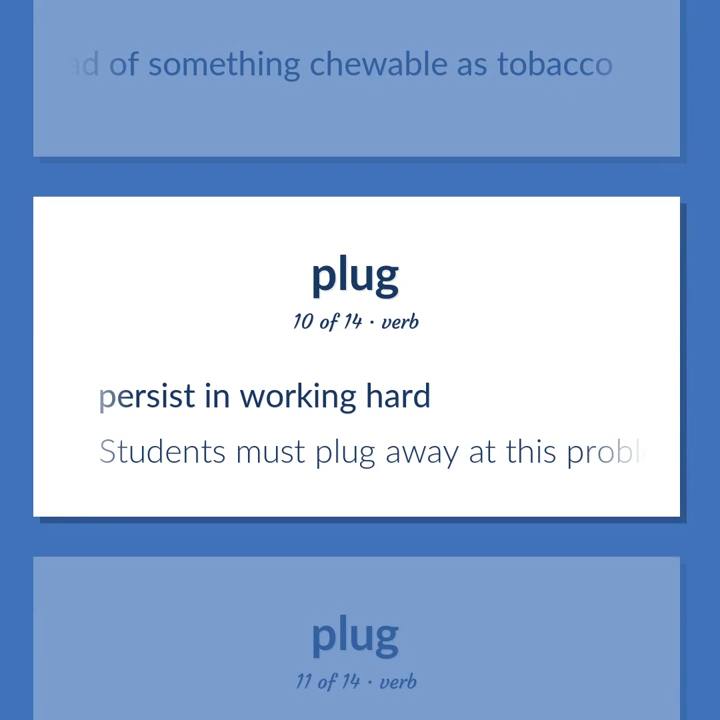 of something chewable as tobacco
plug
10 of 14 · verb
persist in working hard
Students must plug away at this
plug
11 of 14 · verb